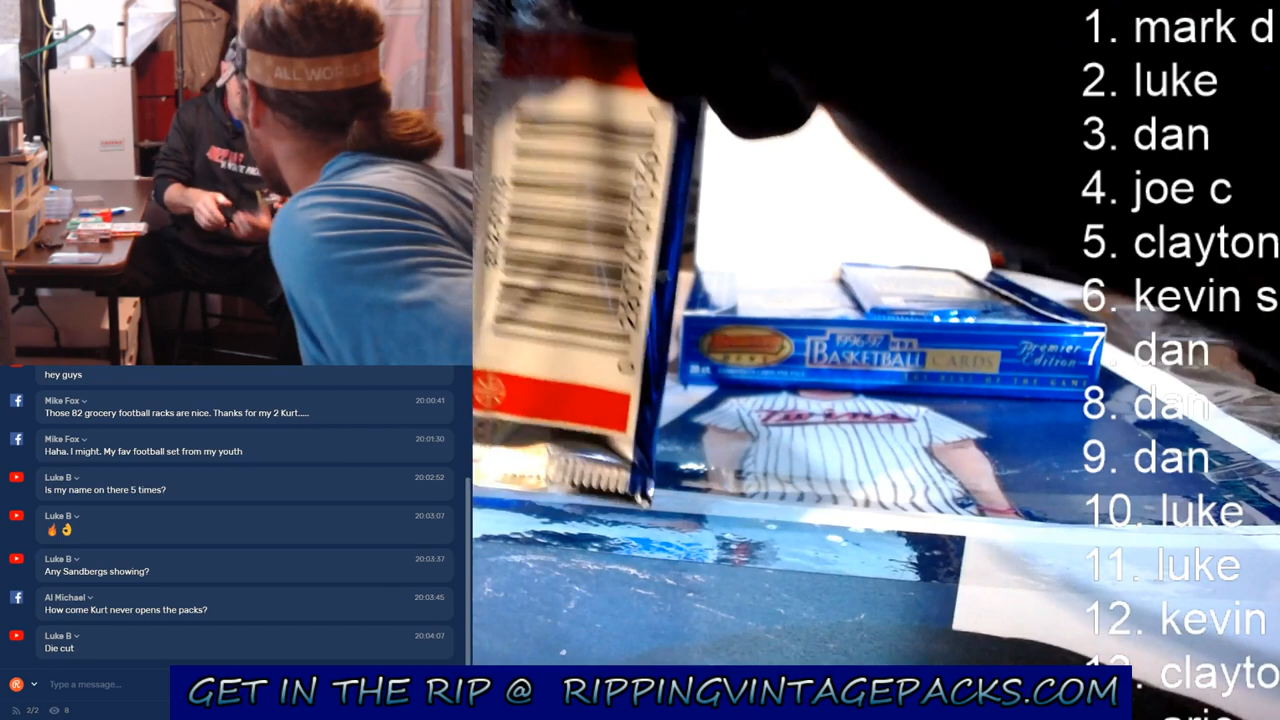 ALL WORLD
hey guys
Mike Fox
20:00:41
Those 82 grocery football racks are nice. Thanks for my 2 Kurt.....
Mike Fox
20:01:30
Haha. I might. My fav football set from my youth
Luke B
20:02:52
Is my name on there 5 times?
Luke B
20:03:07
🔥👌
Luke B
20:03:37
Any Sandbergs showing?
Al Michael
20:03:45
How come Kurt never opens the packs?
Luke B
20:04:07
Die cut
Type a message...
2/2
8
1996-97
BASKETBALL CARDS
Premier
Edition
Twins
1. mark d
2. luke
3. dan
4. joe c
5. clayton
6. kevin s
7. dan
8. dan
9. dan
10. luke
11. luke
12. kevin
clayto
GET IN THE RIP @ RIPPINGVINTAGEPACKS.COM